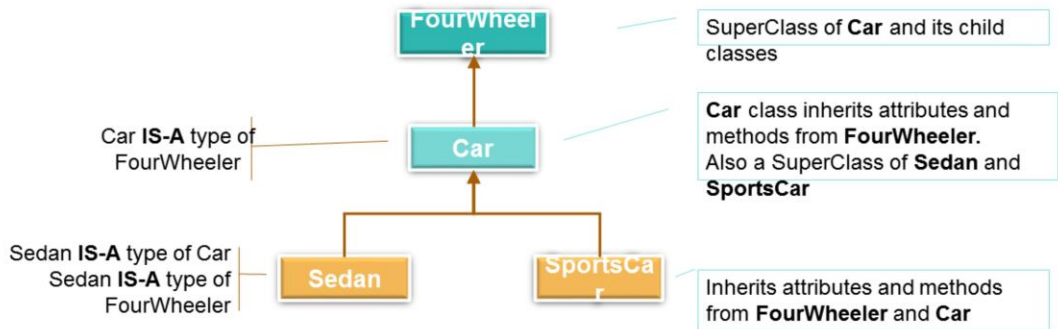 FourWheel
er
SuperClass of Car and its child
classes
Car IS-A type of
FourWheeler
Car
Car class inherits attributes and
methods from FourWheeler.
Also a SuperClass of Sedan and
SportsCar
Sedan IS-A type of Car
Sedan IS-A type of
FourWheeler
Sedan
SportsCa
r
Inherits attributes and methods
from FourWheeler and Car